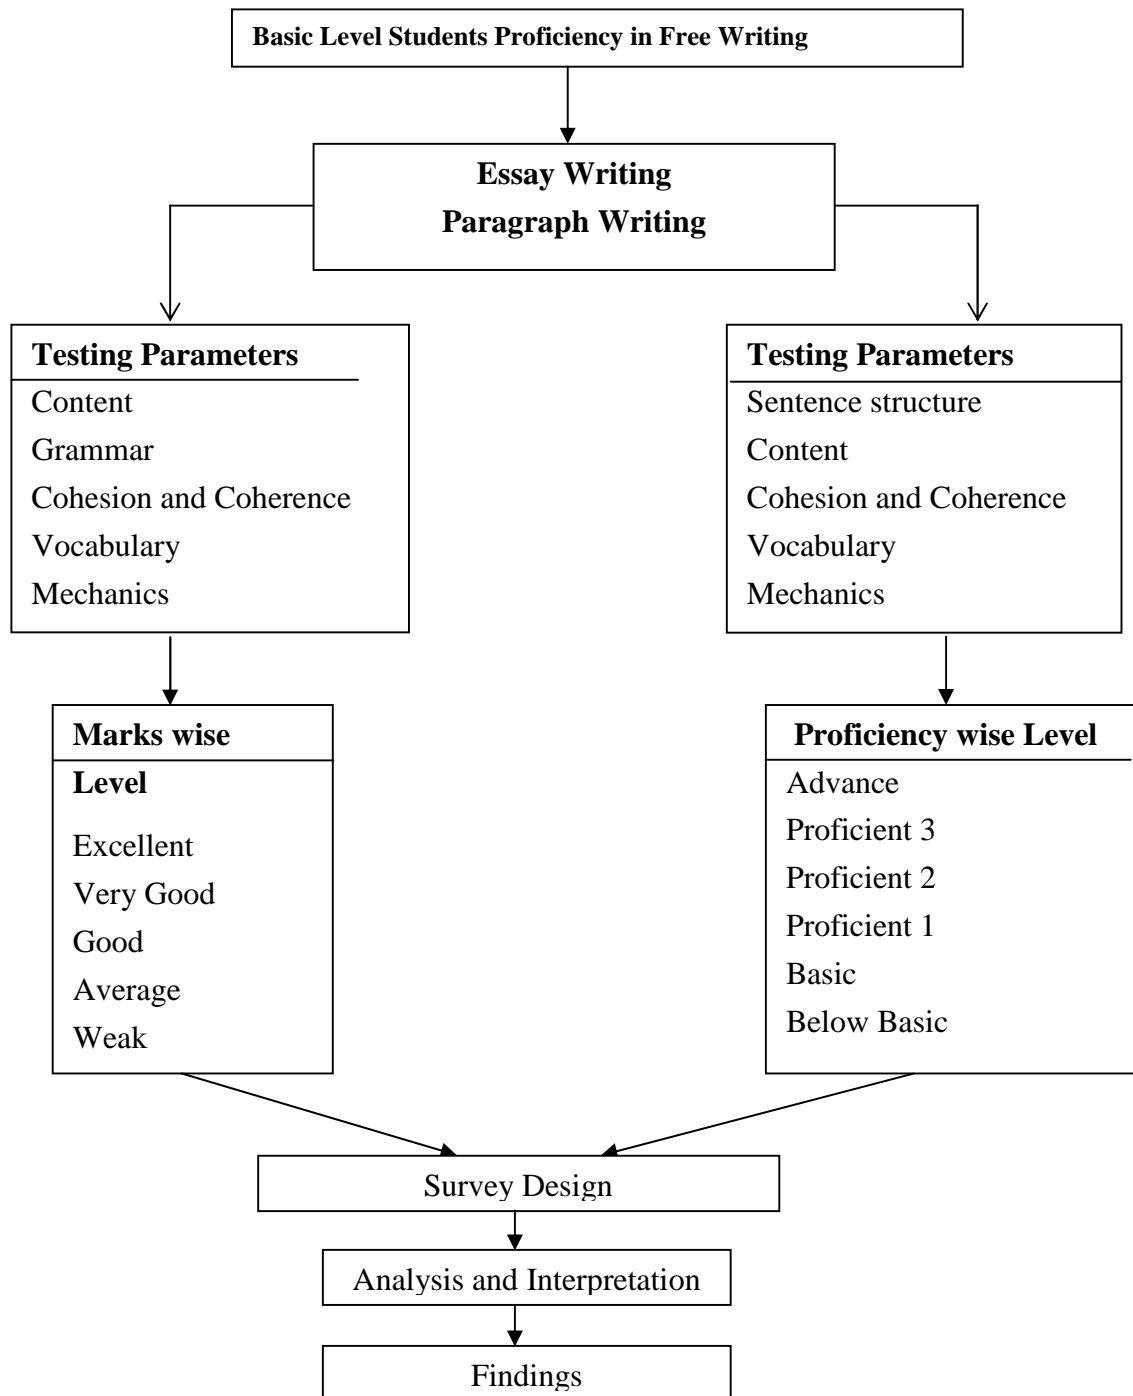 Basic Level Students Proficiency in Free Writing
Essay Writing
Paragraph Writing
Testing Parameters
Content
Grammar
Cohesion and Coherence
Vocabulary
Mechanics
Testing Parameters
Sentence structure
Content
Cohesion and Coherence
Vocabulary
Mechanics
Marks wise
Level
Excellent
Very Good
Good
Average
Weak
Proficiency wise Level
Advance
Proficient 3
Proficient 2
Proficient 1
Basic
Below Basic
Survey Design
Analysis and Interpretation
Findings